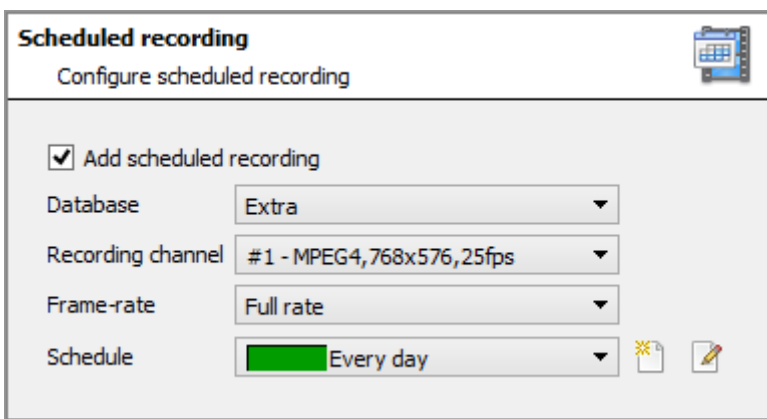 Scheduled recording
Configure scheduled recording
Add scheduled recording
Database Extra
Recording channel #1 - MPEG4,768x576,25fps
Frame-rate Full rate
Schedule Every day